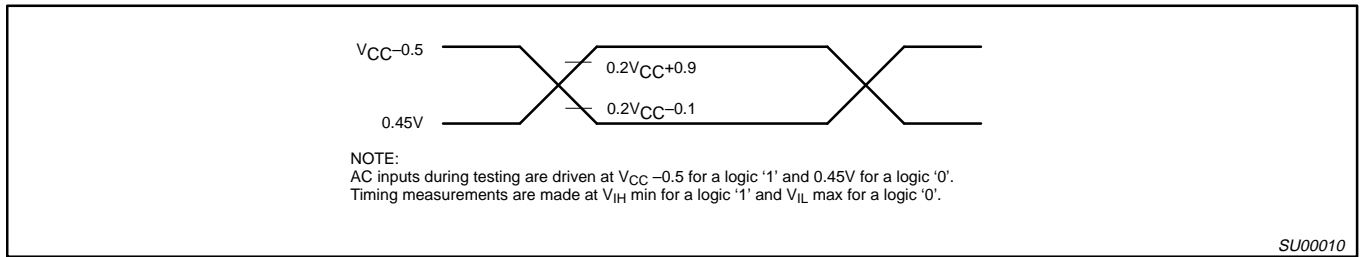 VCC–0.5
0.2VCC+0.9
0.2VCC–0.1
0.45V
NOTE:
AC inputs during testing are driven at VCC –0.5 for a logic ‘1’ and 0.45V for a logic ‘0’.
Timing measurements are made at VIH min for a logic ‘1’ and VIL max for a logic ‘0’.
SU00010